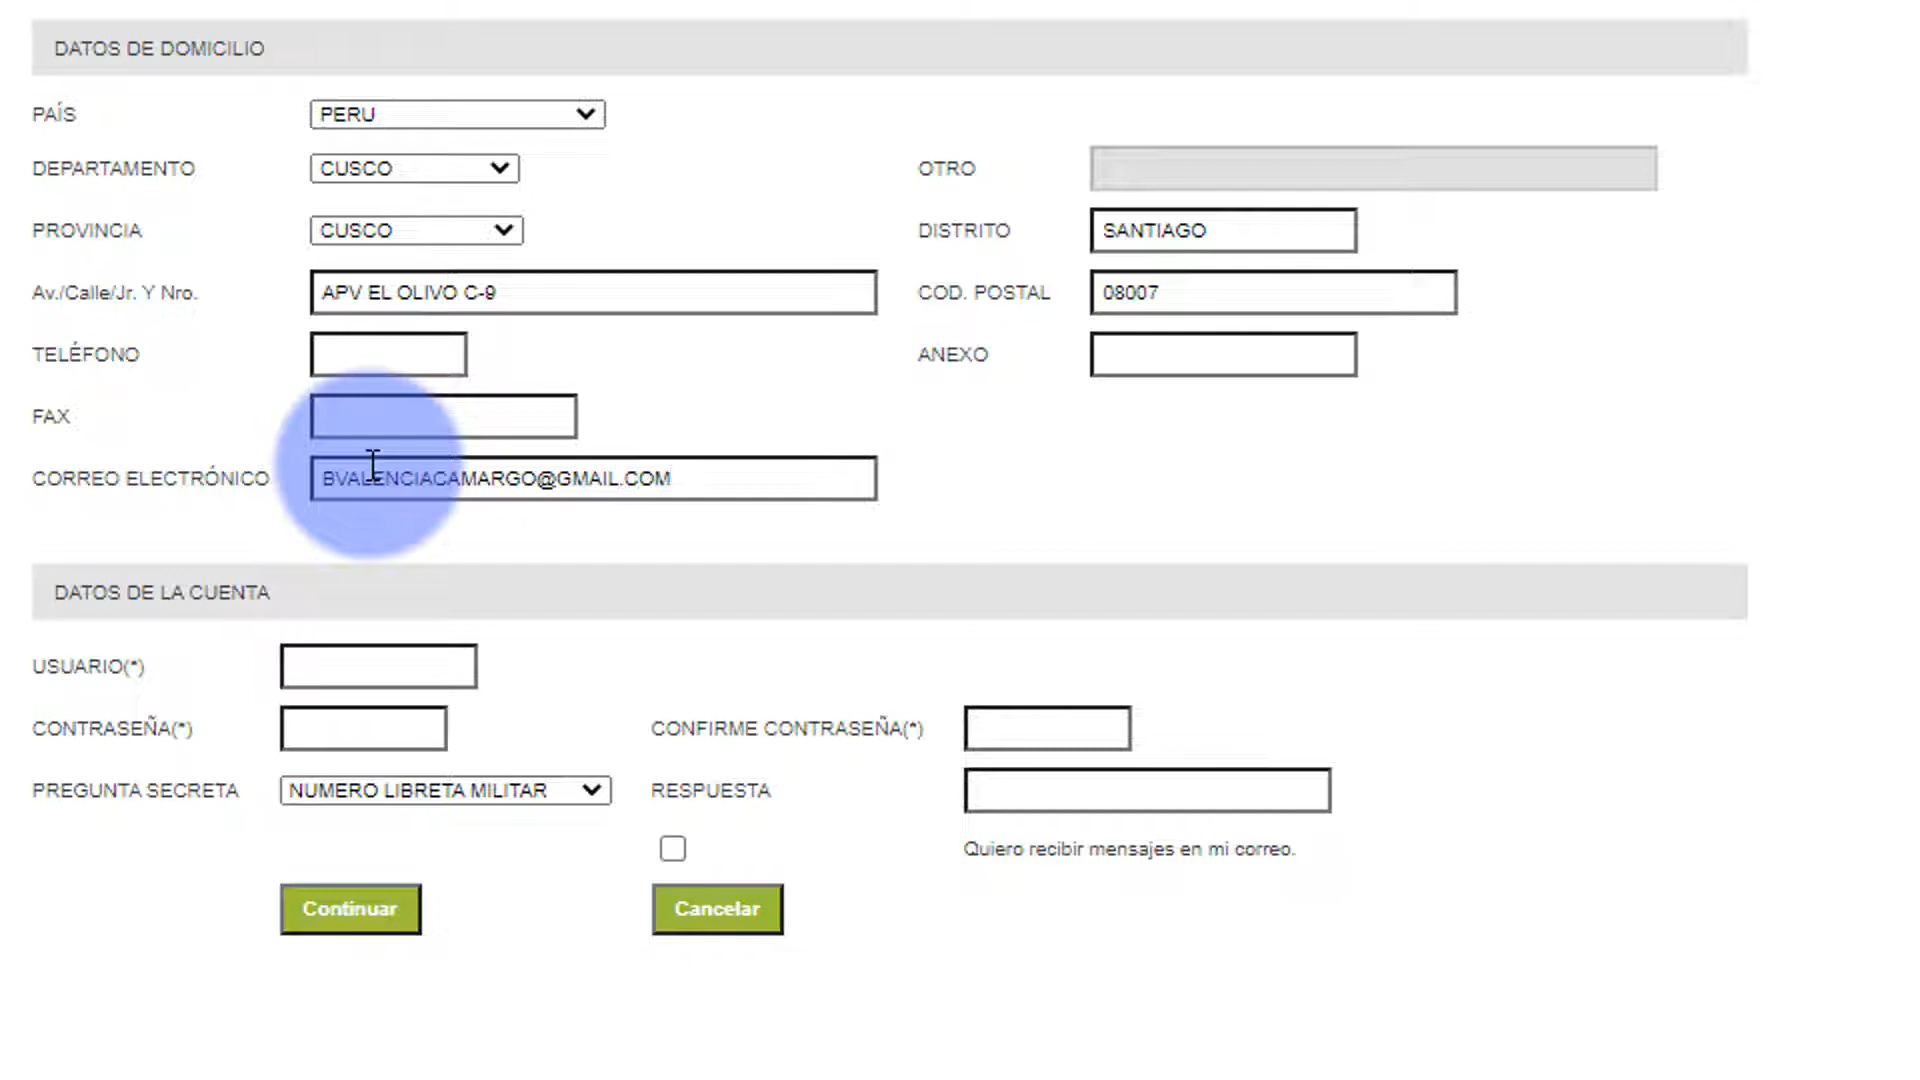 DATOS DE DOMICILIO
PAÍS PERU
DEPARTAMENTO CUSCO OTRO
PROVINCIA CUSCO DISTRITO SANTIAGO
Av./Calle/Jr. Y Nro. APV EL OLIVO C-9 COD. POSTAL 08007
TELÉFONO ANEXO
FAX
CORREO ELECTRÓNICO BVALENCIACAMARGO@GMAIL.COM
DATOS DE LA CUENTA
USUARIO(*)
CONTRASEÑA(*) CONFIRME CONTRASEÑA(*)
PREGUNTA SECRETA NUMERO LIBRETA MILITAR RESPUESTA
Quiero recibir mensajes en mi correo.
Continuar Cancelar